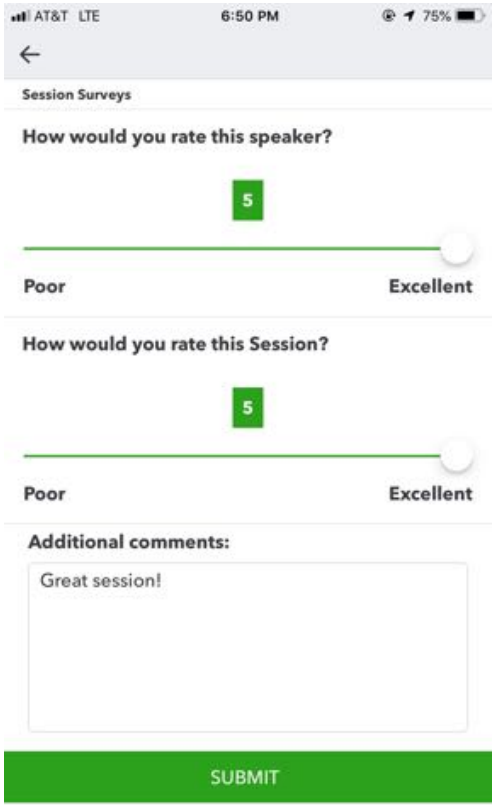 AT&T LTE 6:50 PM 75%
Session Surveys
How would you rate this speaker?
5
Poor Excellent
How would you rate this Session?
5
Poor Excellent
Additional comments:
Great session!
SUBMIT